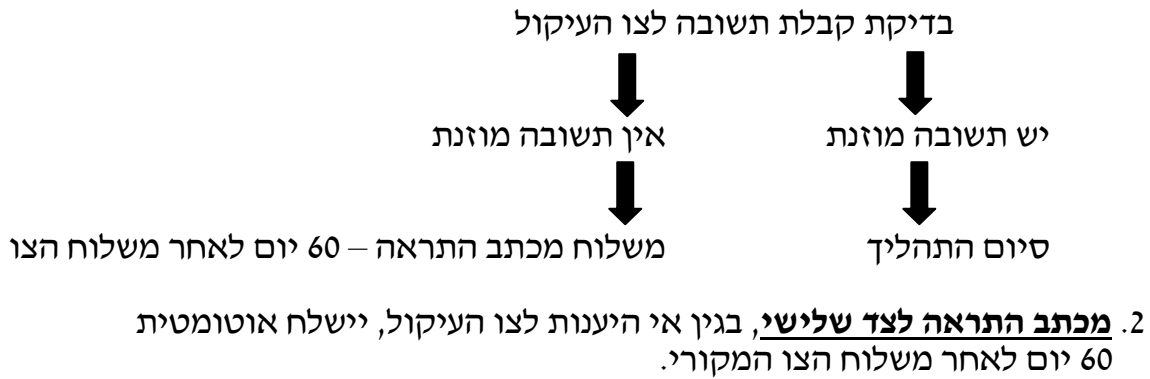 בדיקת קבלת תשובה לצו העיקול
יש תשובה מוזנת
אין תשובה מוזנת
סיום התהליך
משלוח מכתב התראה – 60 יום לאחר משלוח הצו
2. מכתב התראה לצד שלישי, בגין אי היענות לצו העיקול, יישלח אוטומטית
60 יום לאחר משלוח הצו המקורי.